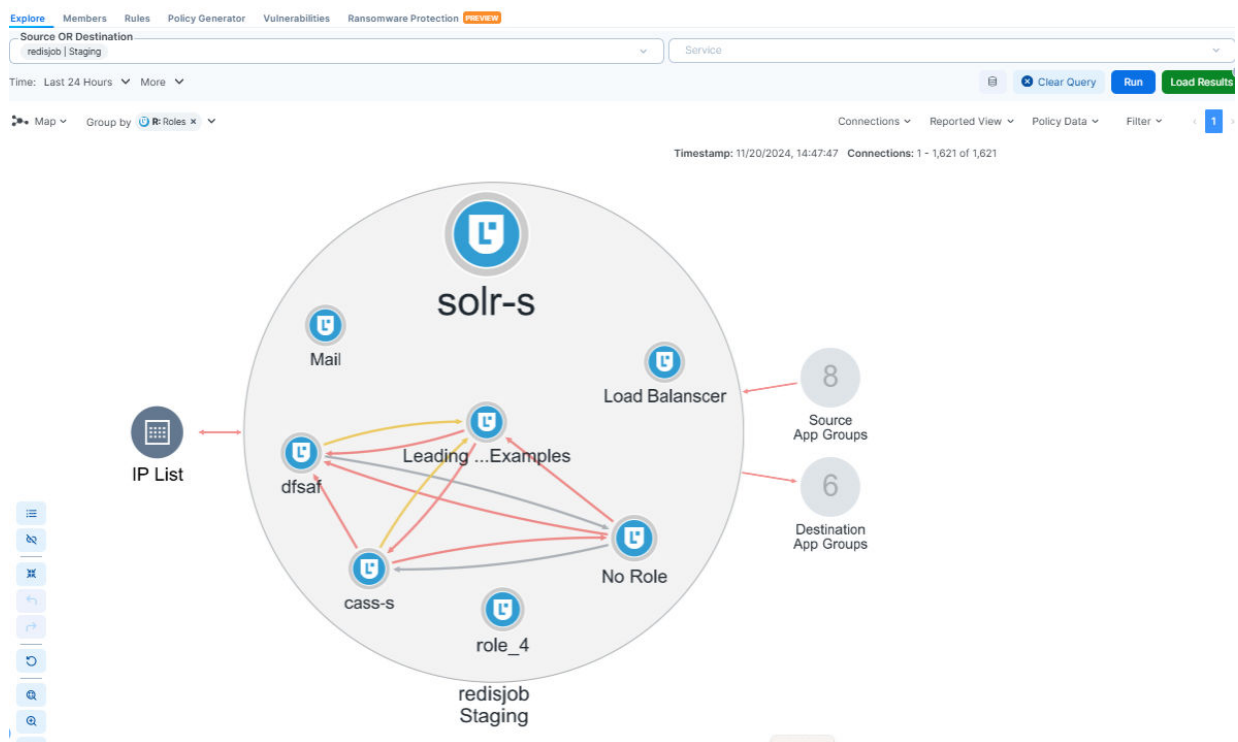 Explore Members Rules Policy Generator Vulnerabilities Ransomware Protection PREVIEW
Source OR Destination
redisjob | Staging
Service
Time: Last 24 Hours More Clear Query Run Load Results
Map Group by R: Roles × Connections Reported View Policy Data Filter 1
Timestamp: 11/20/2024, 14:47:47 Connections: 1 - 1,621 of 1,621
solr-s
Mail
Load Balanscer
8
Source
App Groups
IP List
Leading ...Examples
dfsaf
6
Destination
App Groups
No Role
cass-s
role_4
redisjob
Staging